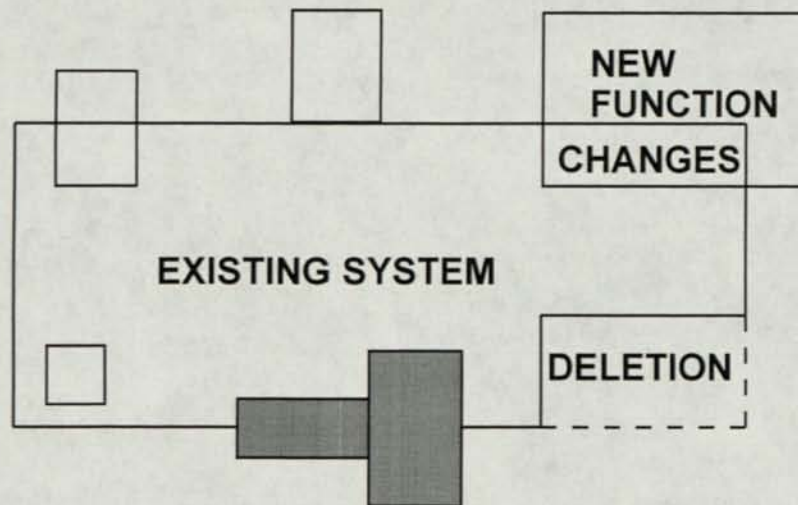 NEW
FUNCTION
CHANGES
EXISTING SYSTEM
DELETION